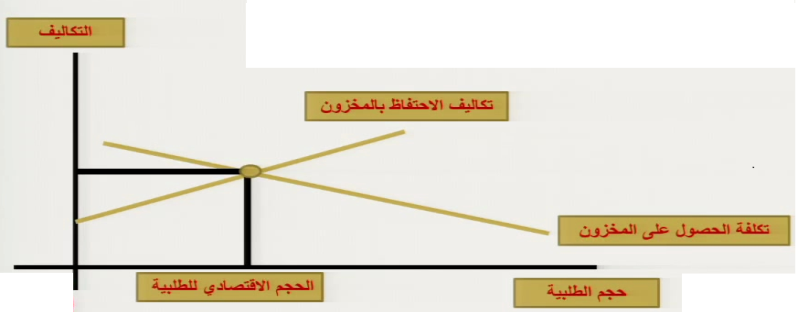 التكاليف
تكاليف الاحتفاظ بالمخزون
تكلفة الحصول على المخزون
الحجم الاقتصادي للطلبية
حجم الطلبية